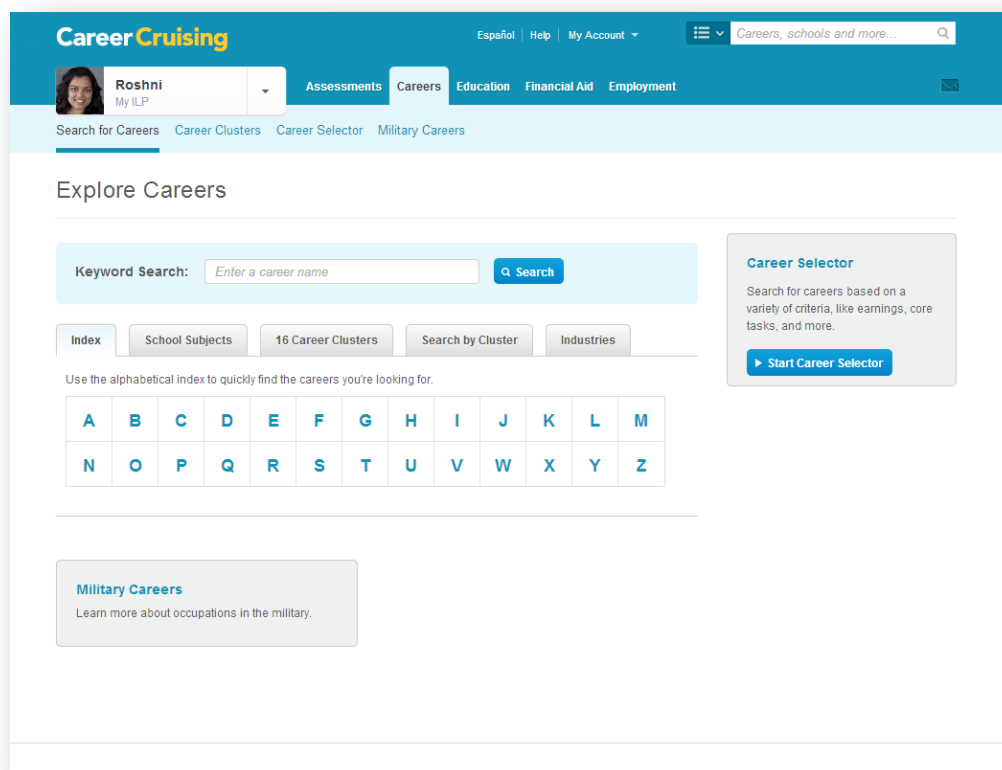 CareerCruising
Español | Help | My Account
Careers, schools and more...
Roshni
My ILP
Assessments Careers Education Financial Aid Employment
Search for Careers Career Clusters Career Selector Military Careers
Explore Careers
Keyword Search: Enter a career name Search
Index School Subjects 16 Career Clusters Search by Cluster Industries
Use the alphabetical index to quickly find the careers you're looking for.
A B C D E F G H I J K L M
N O P Q R S T U V W X Y Z
Career Selector
Search for careers based on a
variety of criteria, like earnings, core
tasks, and more.
Start Career Selector
Military Careers
Learn more about occupations in the military.